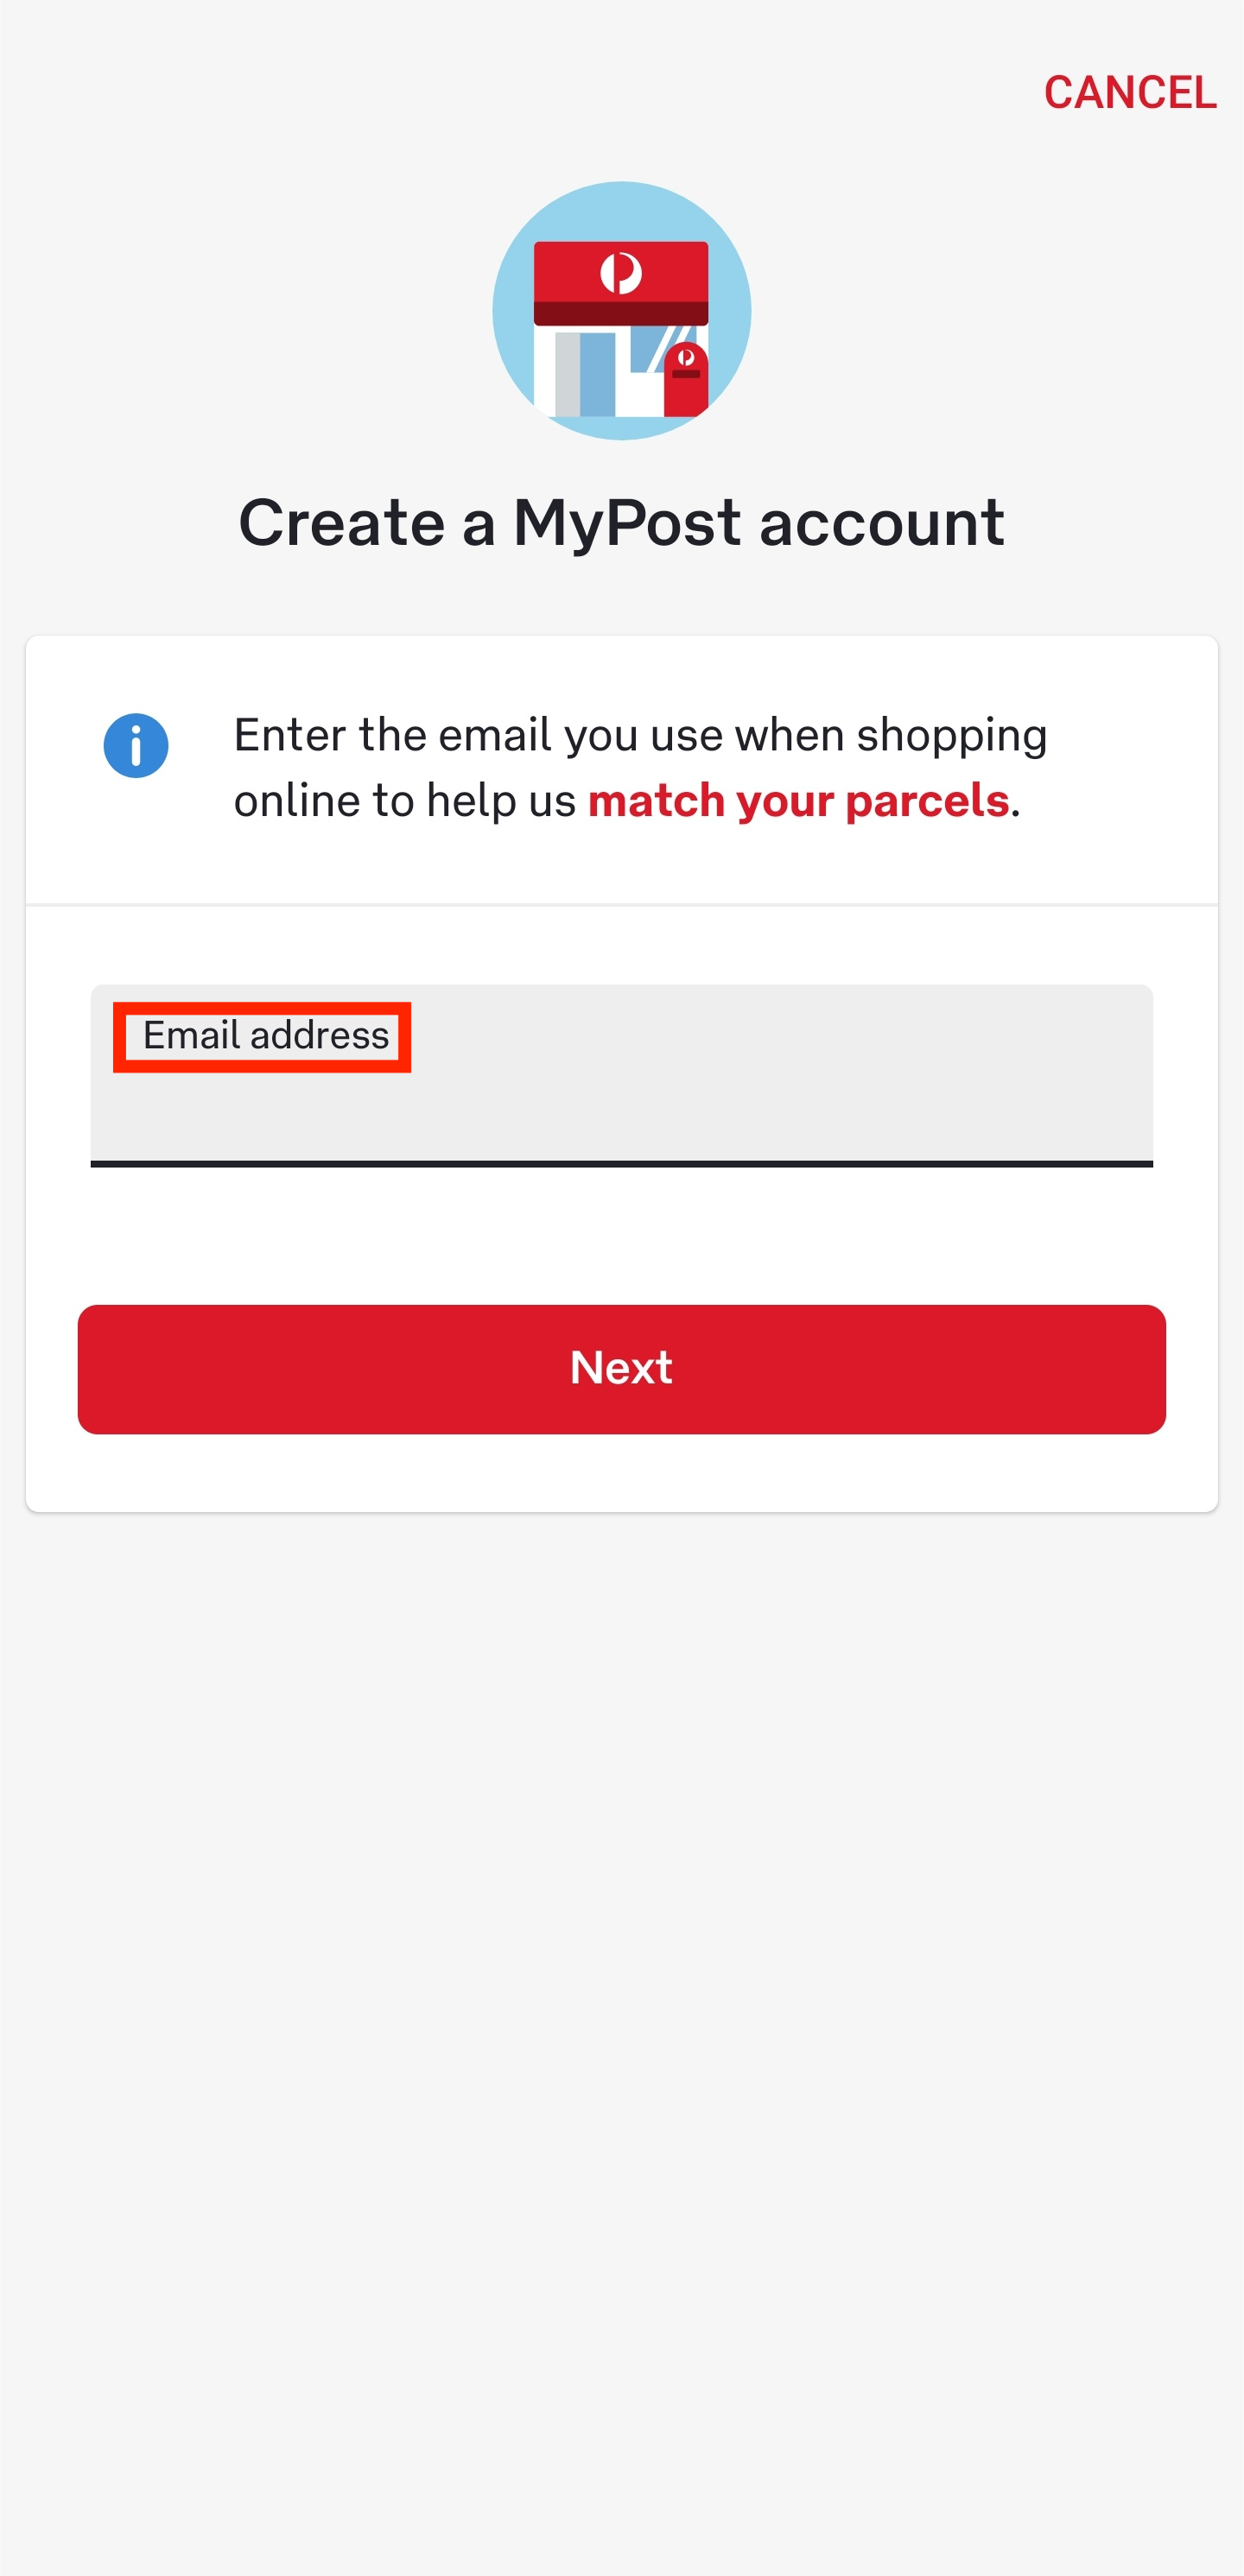 CANCEL
Create a MyPost account
Enter the email you use when shopping
online to help us match your parcels.
Email address
Next